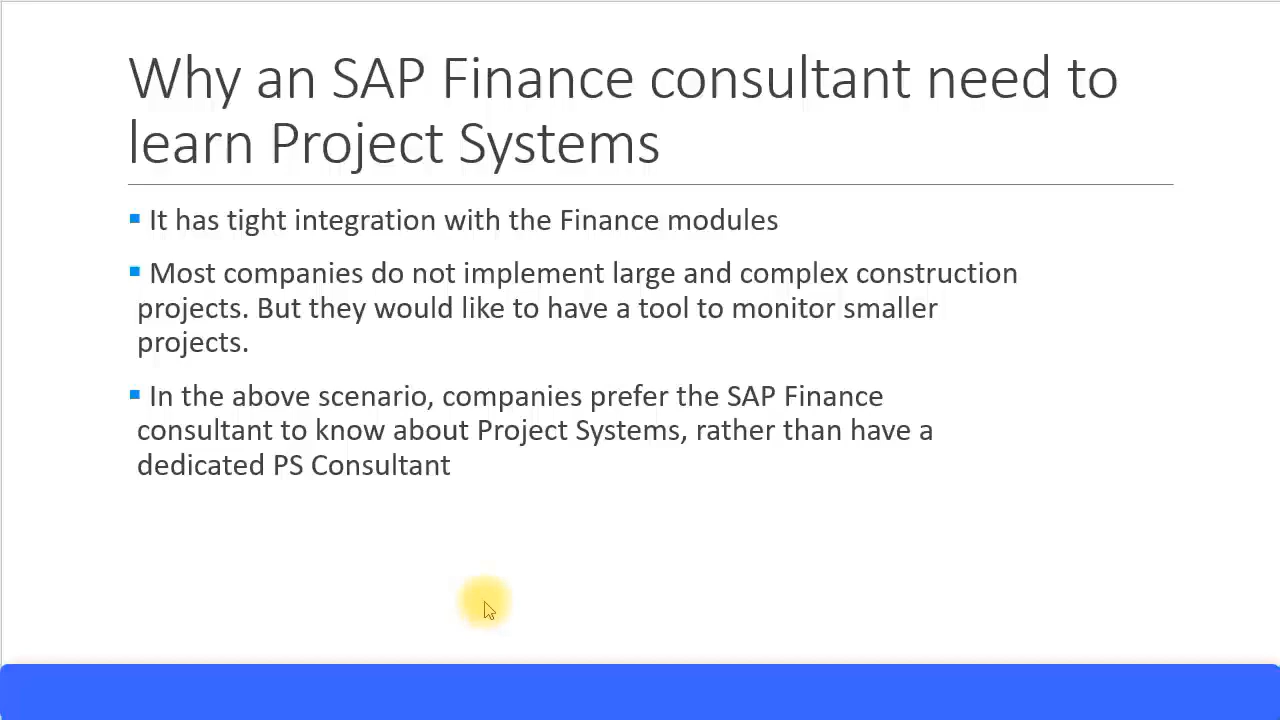 Why an SAP Finance consultant need to
learn Project Systems
It has tight integration with the Finance modules
Most companies do not implement large and complex construction
projects. But they would like to have a tool to monitor smaller
projects.
In the above scenario, companies prefer the SAP Finance
consultant to know about Project Systems, rather than have a
dedicated PS Consultant